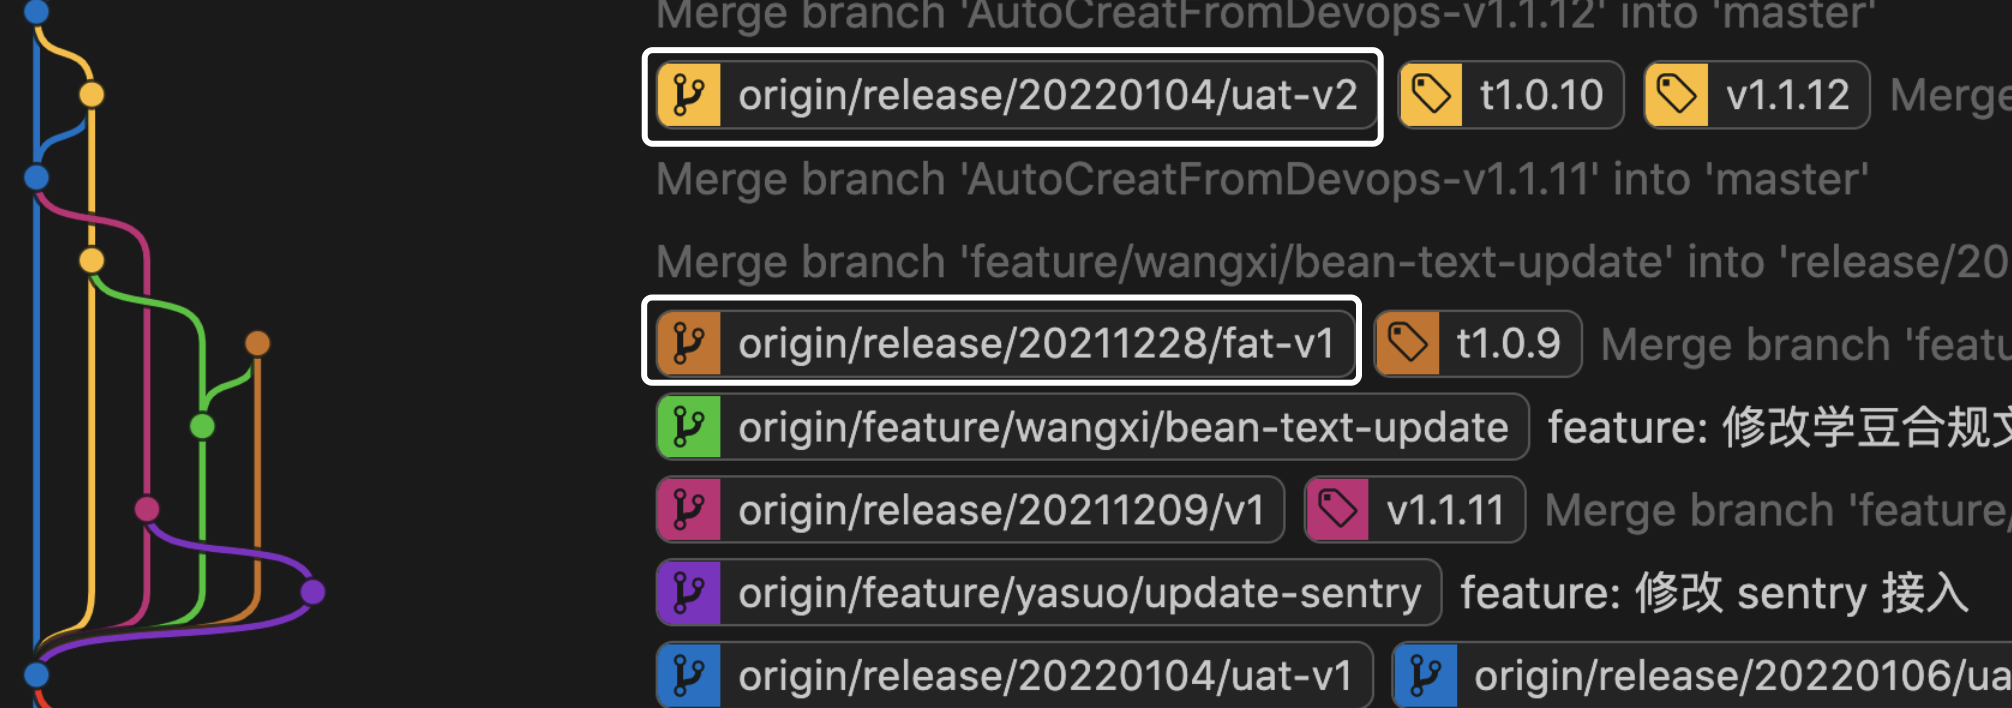 Merge branch 'AutoCreatFromDevops-v1.1.12' into 'master'
origin/release/20220104/uat-v2 t1.0.10 v1.1.12 Merge
Merge branch 'AutoCreatFromDevops-v1.1.11' into 'master'
Merge branch 'feature/wangxi/bean-text-update' into 'release/20
origin/release/20211228/fat-v1 t1.0.9 Merge branch 'featu
origin/feature/wangxi/bean-text-update feature: 修改学豆合规文
origin/release/20211209/v1 v1.1.11 Merge branch 'feature/
origin/feature/yasuo/update-sentry feature: 修改 sentry 接入
origin/release/20220104/uat-v1 origin/release/20220106/ua